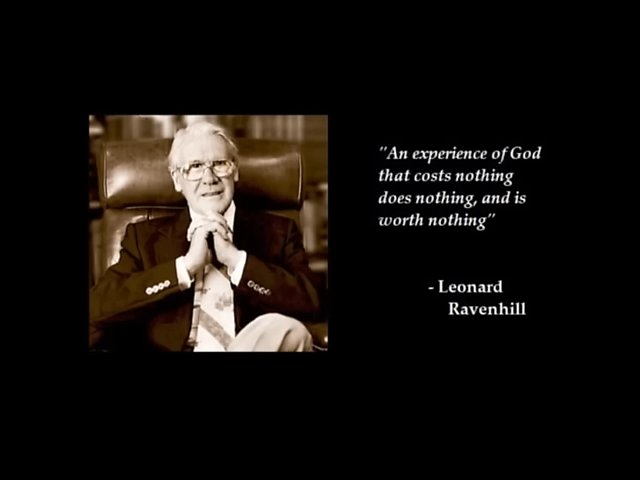 "An experience of God
that costs nothing
does nothing, and is
worth nothing"
- Leonard
Ravenhill